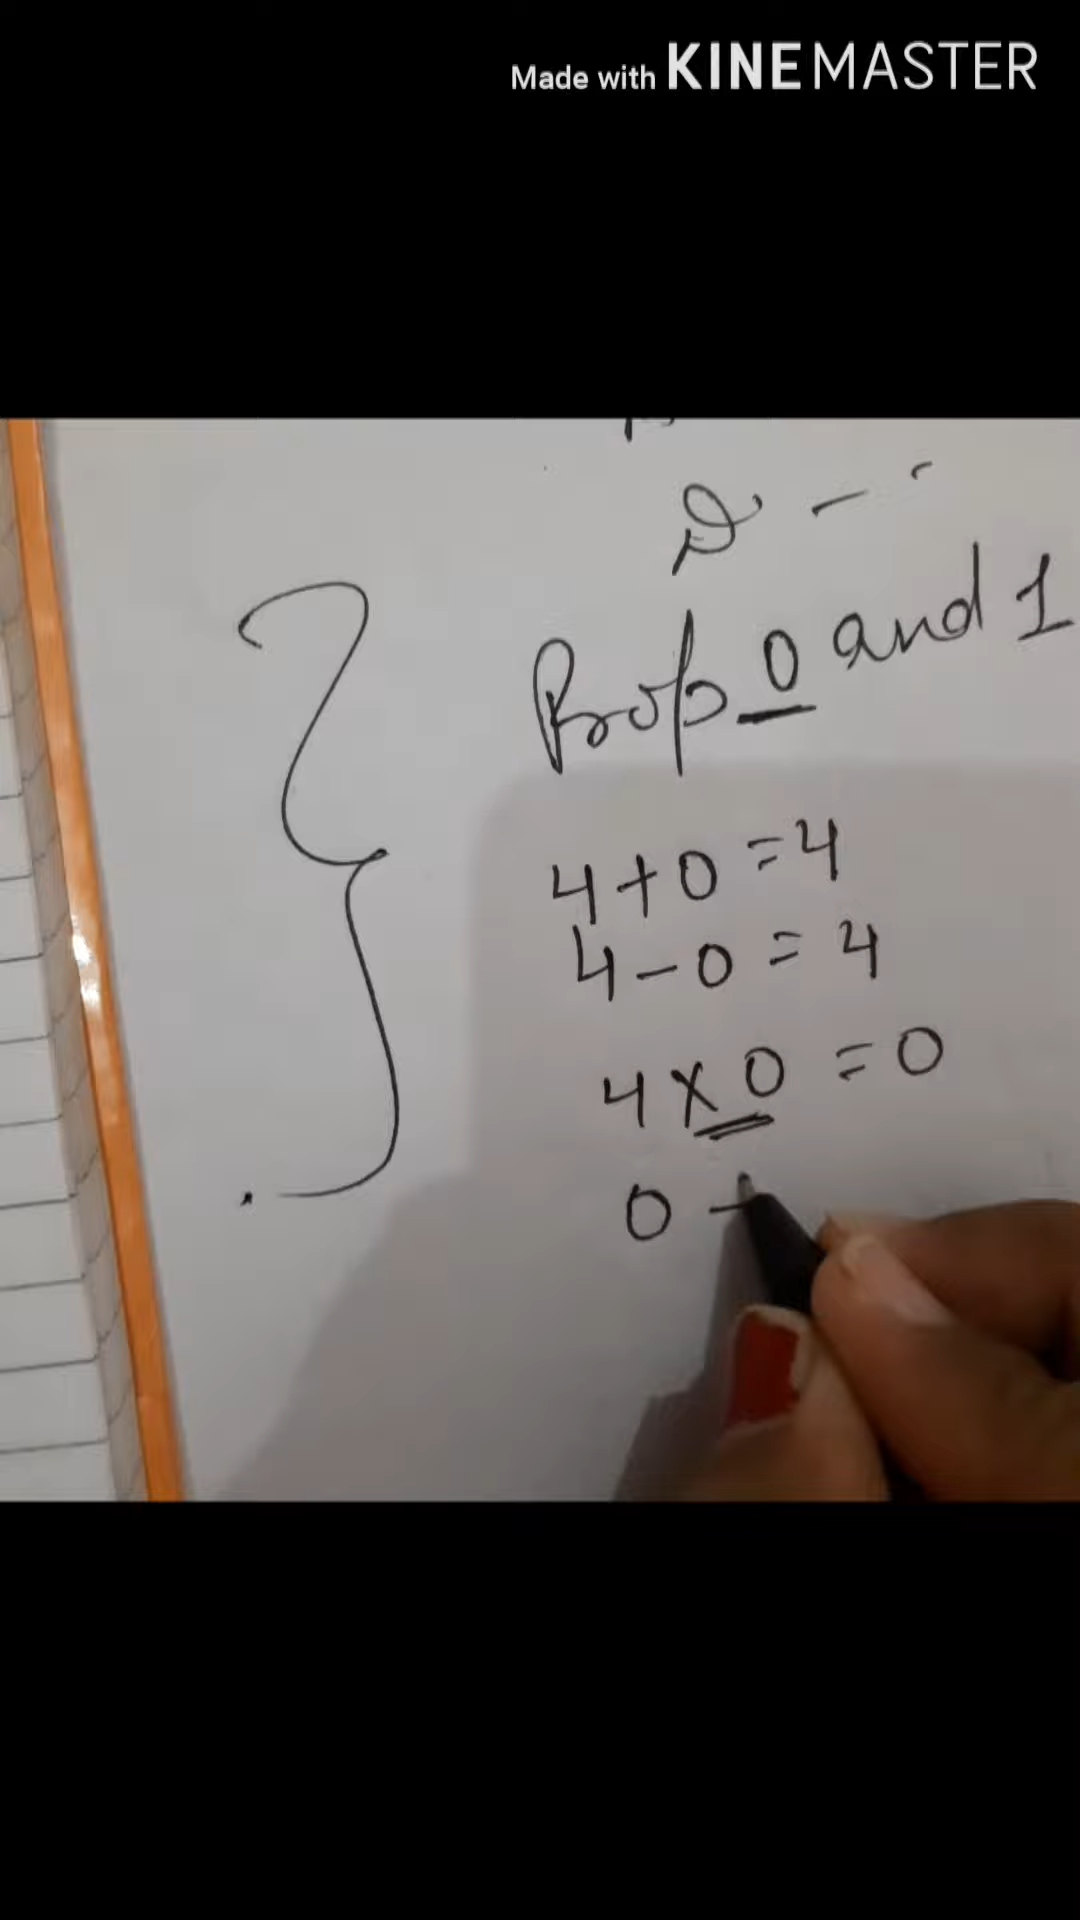 Made with KINEMASTER
Prop 0 and 1
4+0=4
4-0=4
4x0=0
0 -